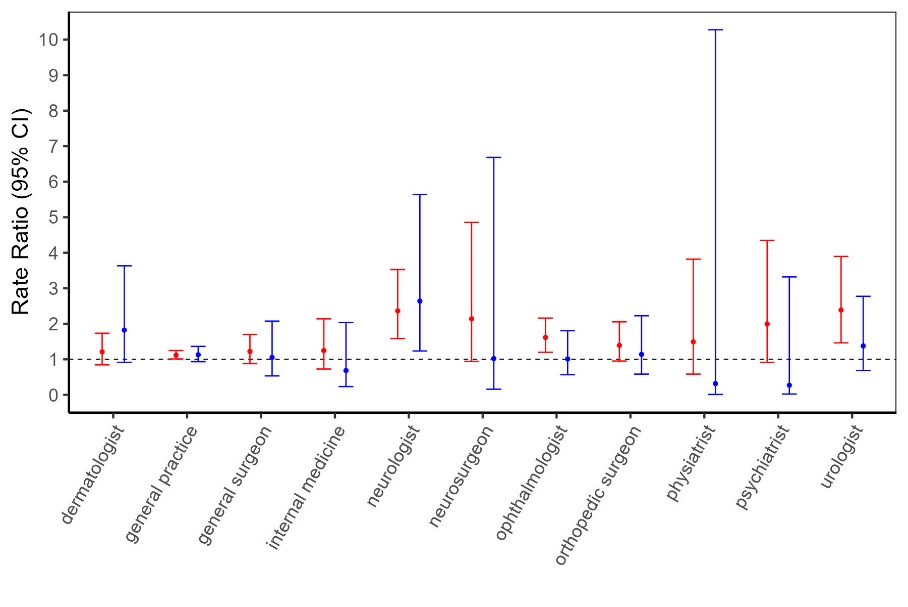 Rate Ratio (95% CI)
10
9
8
7
6
5
4
3
2
1
0
dermatologist
general practice
general surgeon
internal medicine
neurologist
neurosurgeon
ophthalmologist
orthopedic surgeon
physiatrist
psychiatrist
urologist